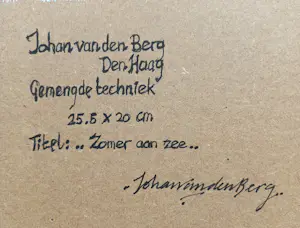 Johan van den Berg
Den Haag
Gemengde techniek
25.5 x 20 cm
Titel: „ Zomer aan zee „
Johan van den Berg